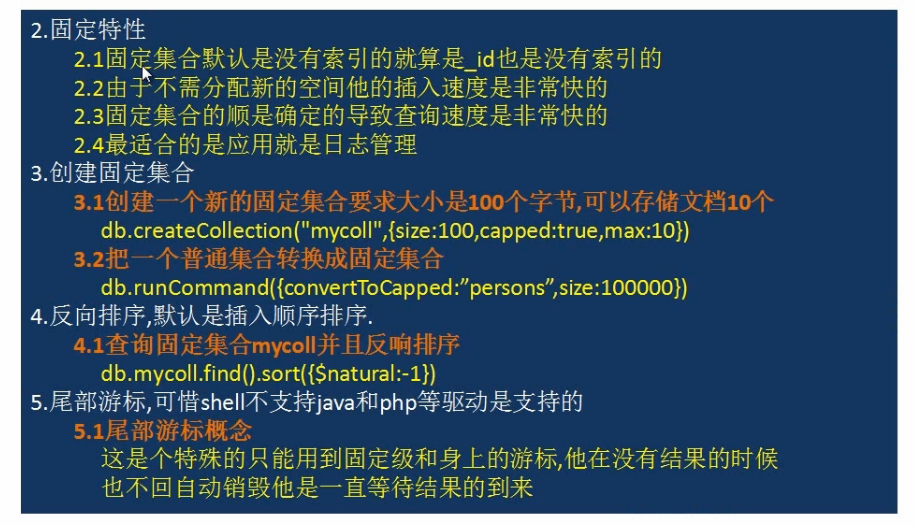 2.固定特性
2.1固定集合默认是没有索引的就算是_id也是没有索引的
2.2由于不需分配新的空间他的插入速度是非常快的
2.3固定集合的顺是确定的导致查询速度是非常快的
2.4最适合的是应用就是日志管理
3.创建固定集合
3.1创建一个新的固定集合要求大小是100个字节,可以存储文档10个
db.createCollection("mycoll",{size:100,capped:true,max:10})
3.2把一个普通集合转换成固定集合
db.runCommand({convertToCapped:”persons”,size:100000})
4.反向排序,默认是插入顺序排序.
4.1查询固定集合mycoll并且反响排序
db.mycoll.find().sort({$natural:-1})
5.尾部游标,可惜shell不支持java和php等驱动是支持的
5.1尾部游标概念
这是个特殊的只能用到固定级和身上的游标,他在没有结果的时候
也不回自动销毁他是一直等待结果的到来